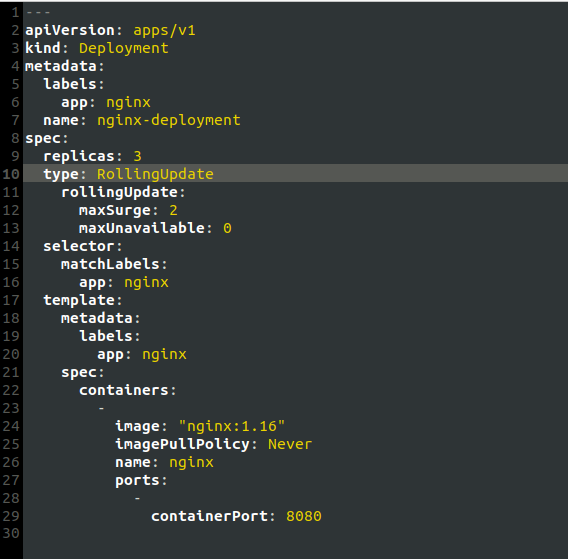 1 ---
2 apiVersion: apps/v1
3 kind: Deployment
4 metadata:
5   labels:
6     app: nginx
7   name: nginx-deployment
8 spec:
9   replicas: 3
10   type: RollingUpdate
11     rollingUpdate:
12       maxSurge: 2
13       maxUnavailable: 0
14   selector:
15     matchLabels:
16       app: nginx
17   template:
18     metadata:
19       labels:
20         app: nginx
21     spec:
22       containers:
23         -
24           image: "nginx:1.16"
25           imagePullPolicy: Never
26           name: nginx
27           ports:
28             -
29               containerPort: 8080
30